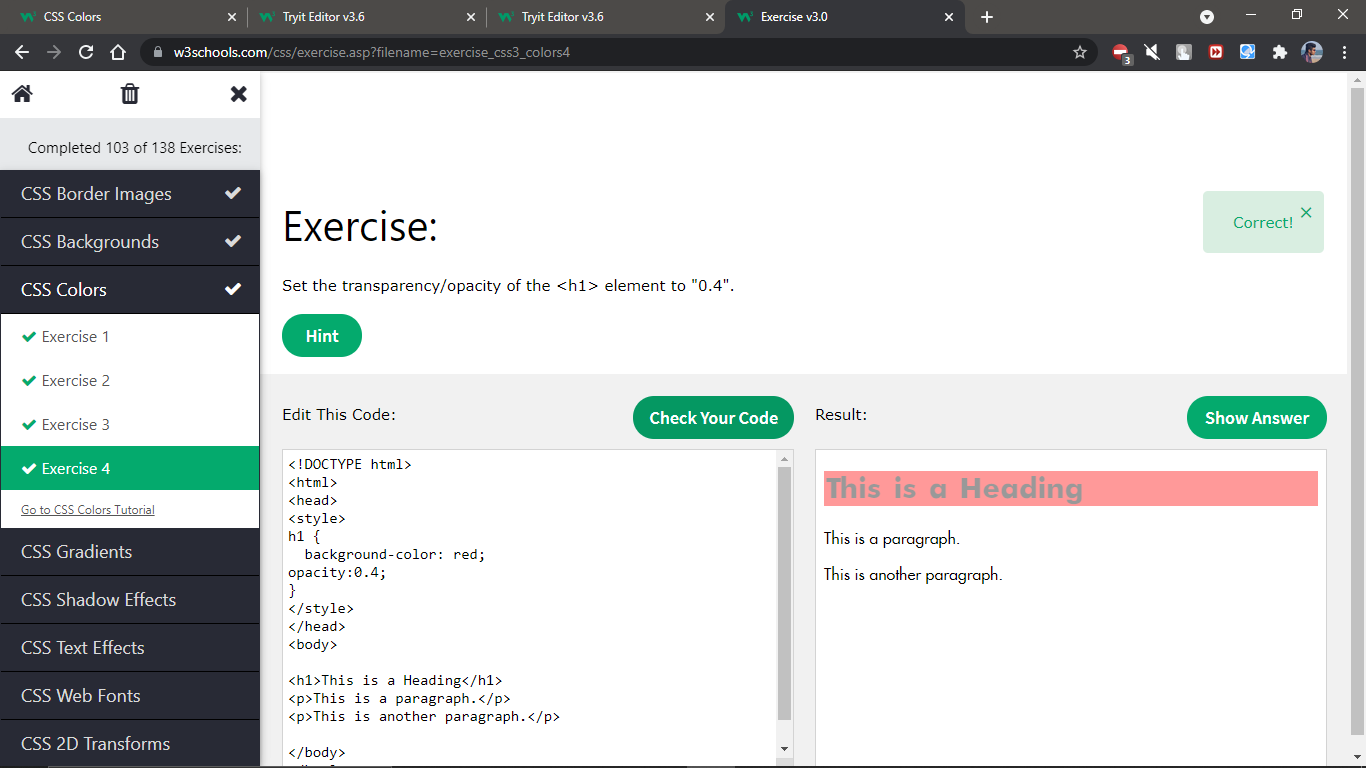 CSS Colors
Tryit Editor v3.6
Tryit Editor v3.6
Exercise v3.0
w3schools.com/css/exercise.asp?filename=exercise_css3_colors4
3
Completed 103 of 138 Exercises:
CSS Border Images
CSS Backgrounds
CSS Colors
Exercise 1
Exercise 2
Exercise 3
Exercise 4
Go to CSS Colors Tutorial
CSS Gradients
CSS Shadow Effects
CSS Text Effects
CSS Web Fonts
CSS 2D Transforms
Exercise:
Correct!
Set the transparency/opacity of the <h1> element to "0.4".
Hint
Edit This Code:
Check Your Code
<!DOCTYPE html>
<html>
<head>
<style>
h1 {
  background-color: red;
opacity:0.4;
}
</style>
</head>
<body>
<h1>This is a Heading</h1>
<p>This is a paragraph.</p>
<p>This is another paragraph.</p>
</body>
Result:
Show Answer
This is a Heading
This is a paragraph.
This is another paragraph.